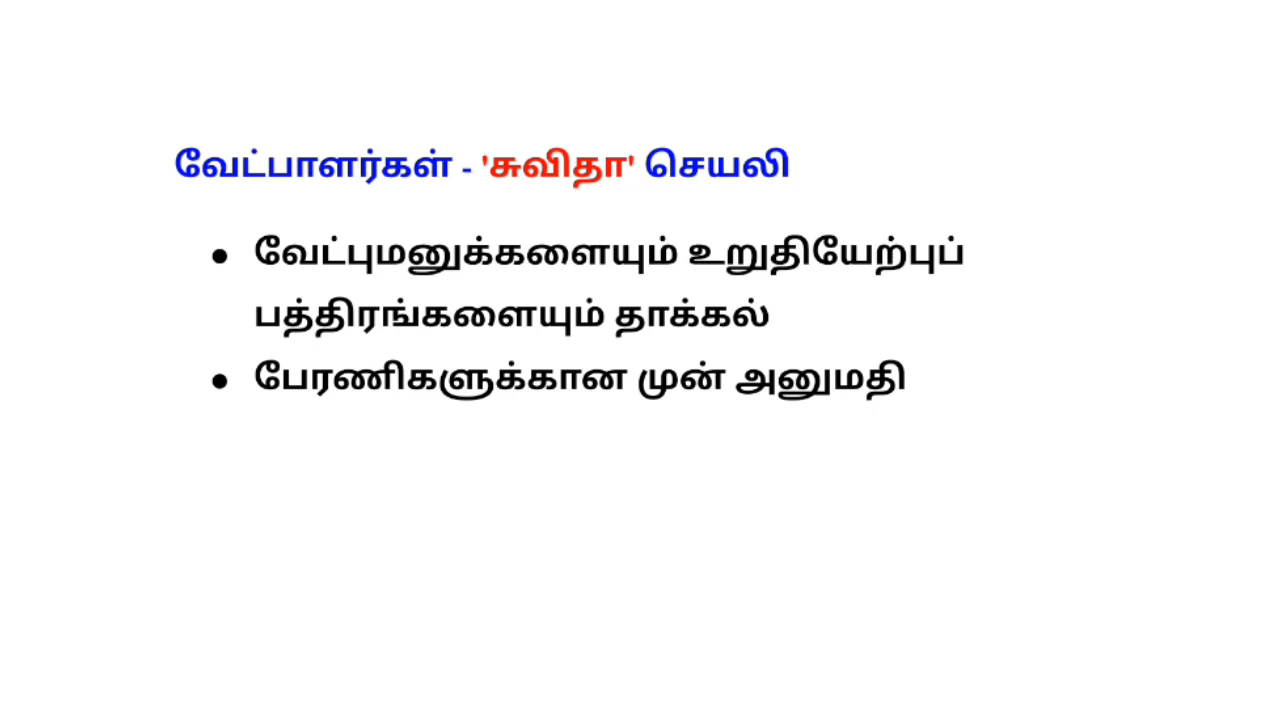 வேட்பாளர்கள் - 'சுவிதா' செயலி
● வேட்புமனுக்களையும் உறுதியேற்புப்
பத்திரங்களையும் தாக்கல்
● பேரணிகளுக்கான முன் அனுமதி